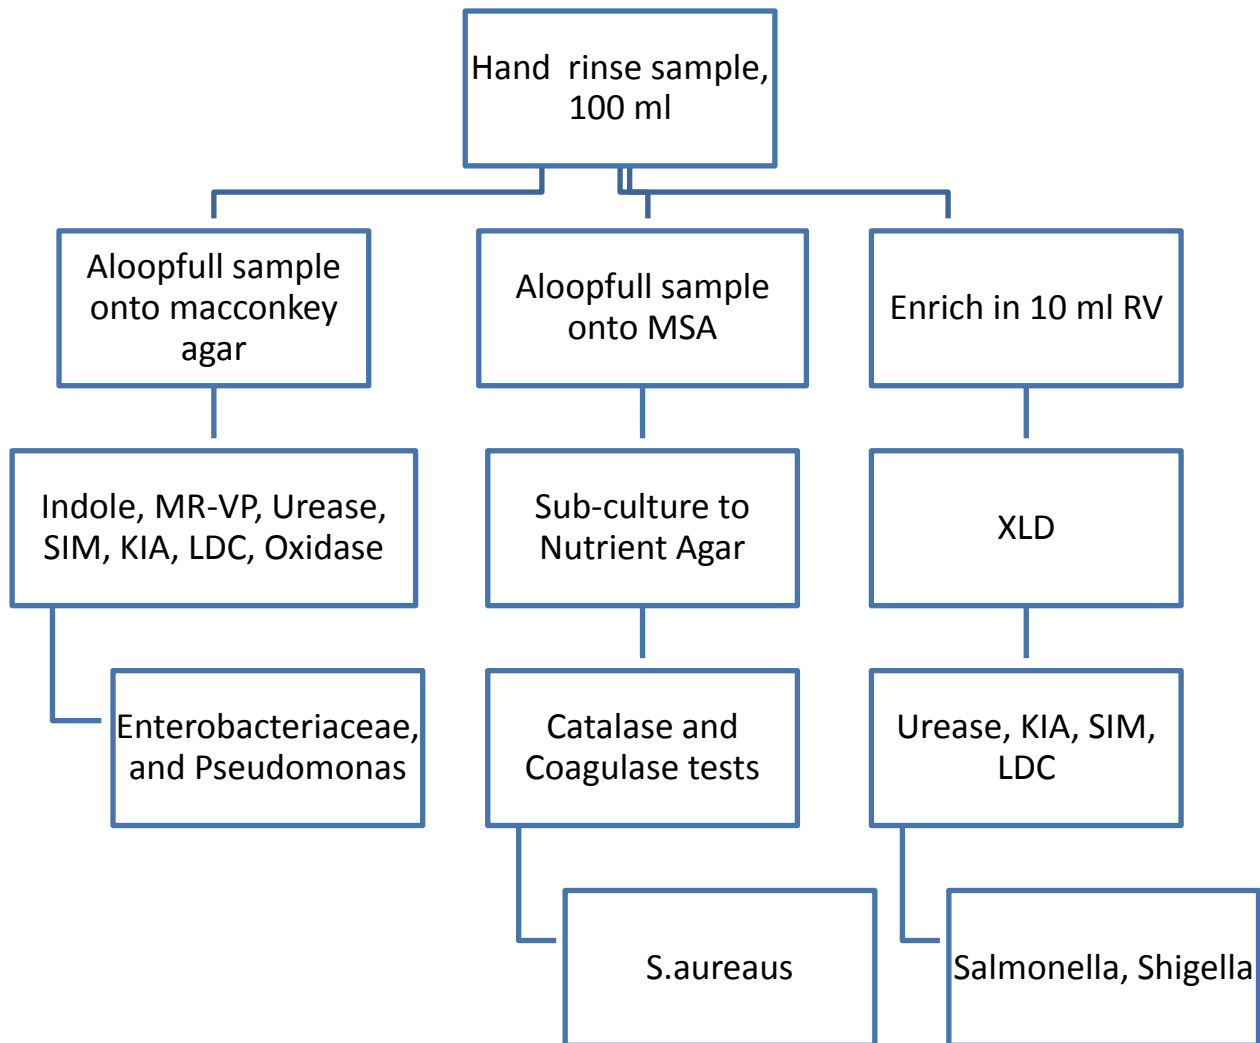 Hand rinse sample,
100 ml
Aloopfull sample
onto macconkey
agar
Aloopfull sample
onto MSA
Enrich in 10 ml RV
Indole, MR-VP, Urease,
SIM, KIA, LDC, Oxidase
Sub-culture to
Nutrient Agar
XLD
Enterobacteriaceae,
and Pseudomonas
Catalase and
Coagulase tests
Urease, KIA, SIM,
LDC
S.aureaus
Salmonella, Shigella